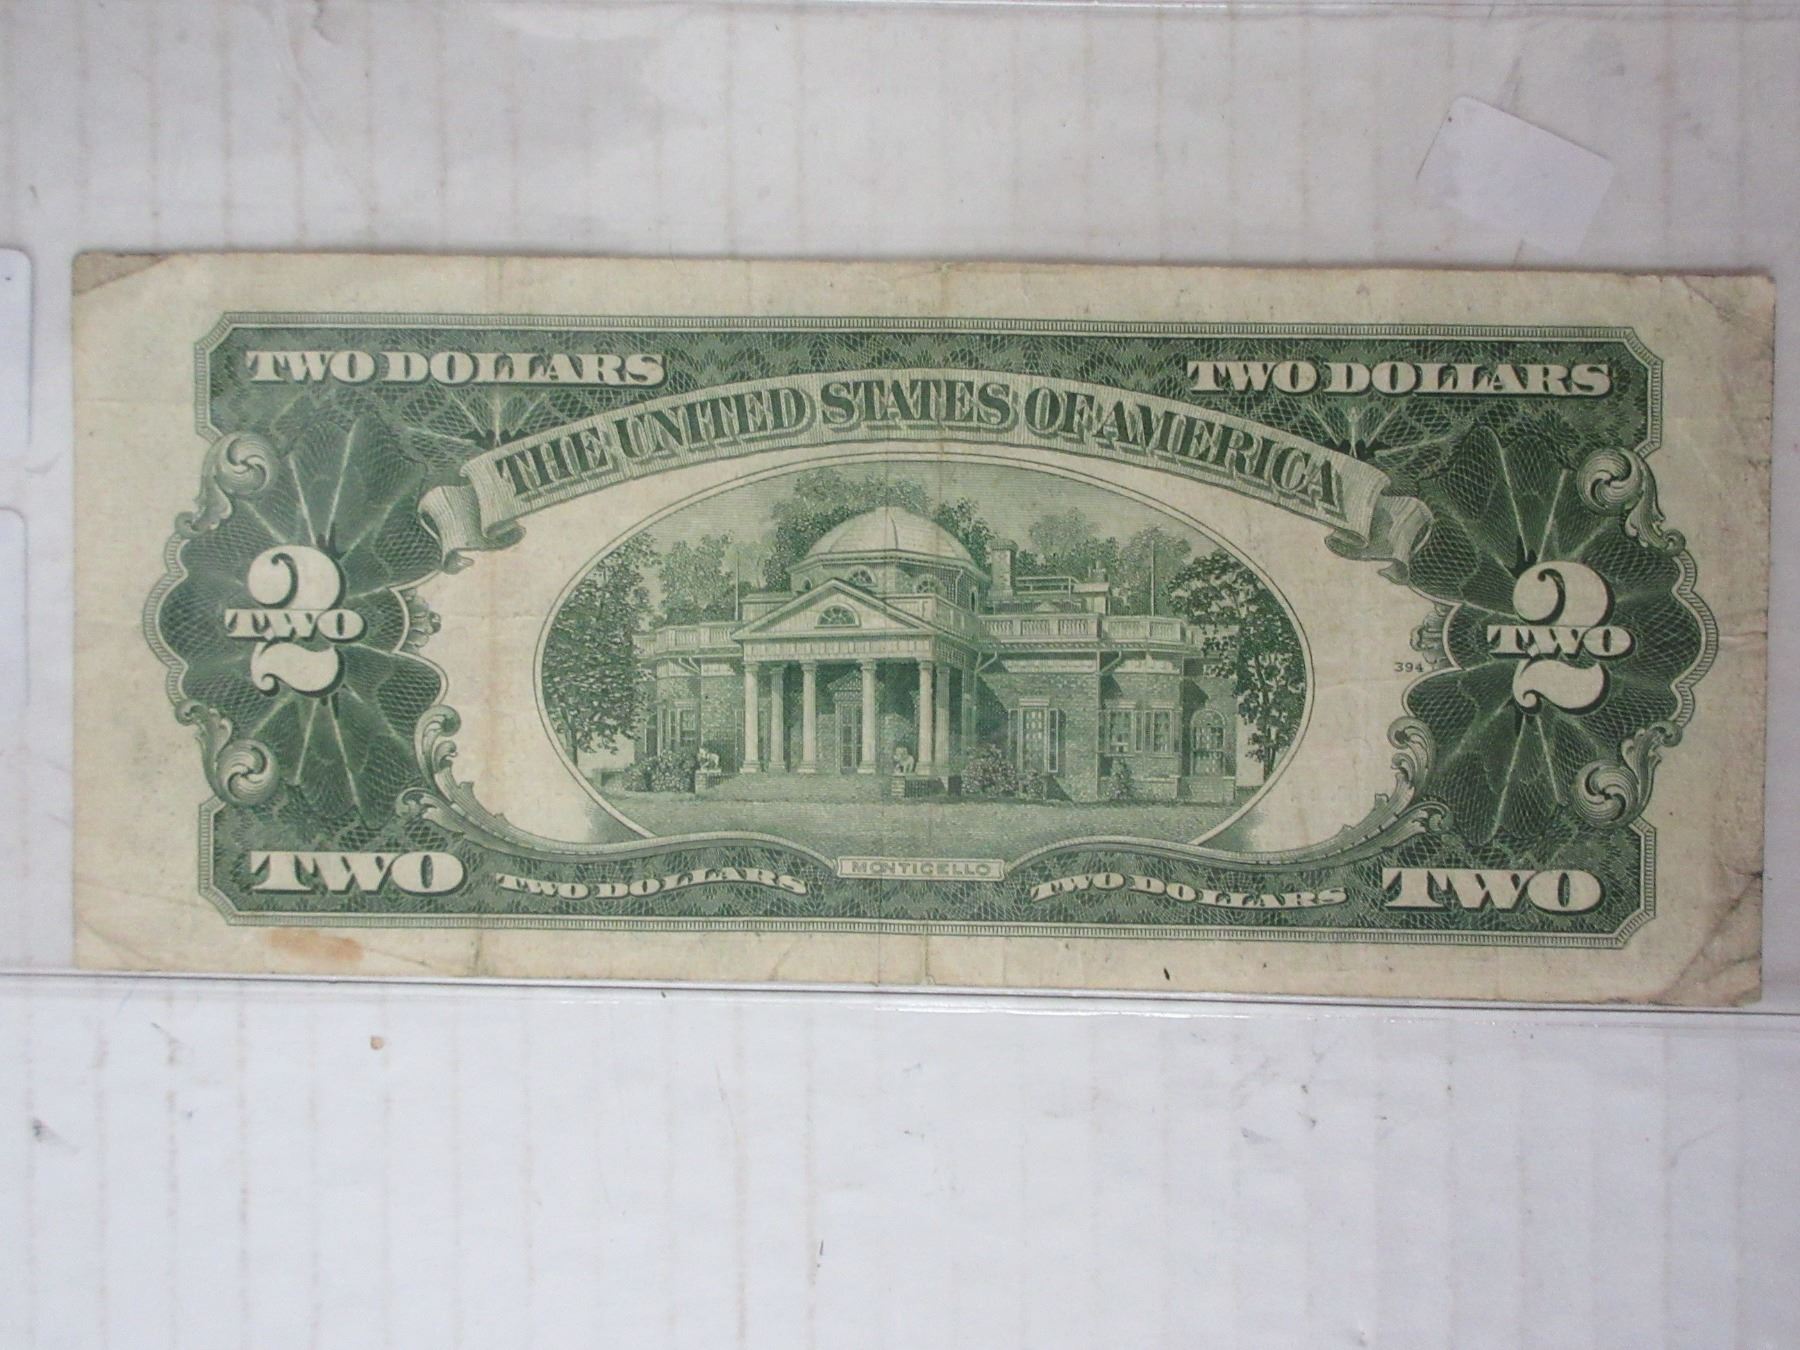 TWO DOLLARS TWO DOLLARS
THE UNITED STATES OF AMERICA
2 TWO
2 TWO
394
MONTICELLO
TWO TWO DOLLARS TWO DOLLARS TWO